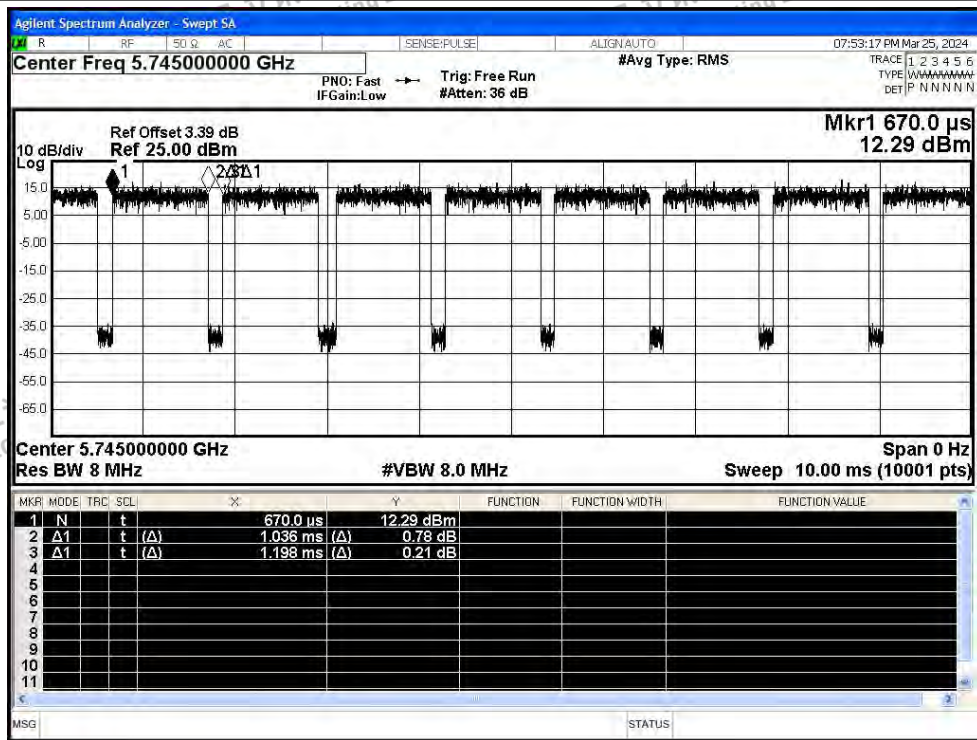 Agilent Spectrum Analyzer - Swept SA
R RF 50 Ω AC SENSE:PULSE ALIGNAUTO 07:53:17 PM Mar 25, 2024
Center Freq 5.745000000 GHz #Avg Type: RMS TRACE 1 2 3 4 5 6
PNO: Fast Trig: Free Run TYPE
IFGain:Low #Atten: 36 dB DET P N N N N N
Ref Offset 3.39 dB Mkr1 670.0 µs
10 dB/div Ref 25.00 dBm 12.29 dBm
Log
1
15.0
5.00
-5.00
-15.0
-25.0
-35.0
-45.0
-55.0
-65.0
Center 5.745000000 GHz Span 0 Hz
Res BW 8 MHz #VBW 8.0 MHz Sweep 10.00 ms (10001 pts)
MKR MODE TRC SCL X Y FUNCTION FUNCTION WIDTH FUNCTION VALUE
1 N t 670.0 µs 12.29 dBm
2 Δ1 t (Δ) 1.036 ms (Δ) 0.78 dB
3 Δ1 t (Δ) 1.198 ms (Δ) 0.21 dB
4
5
6
7
8
9
10
11
MSG STATUS